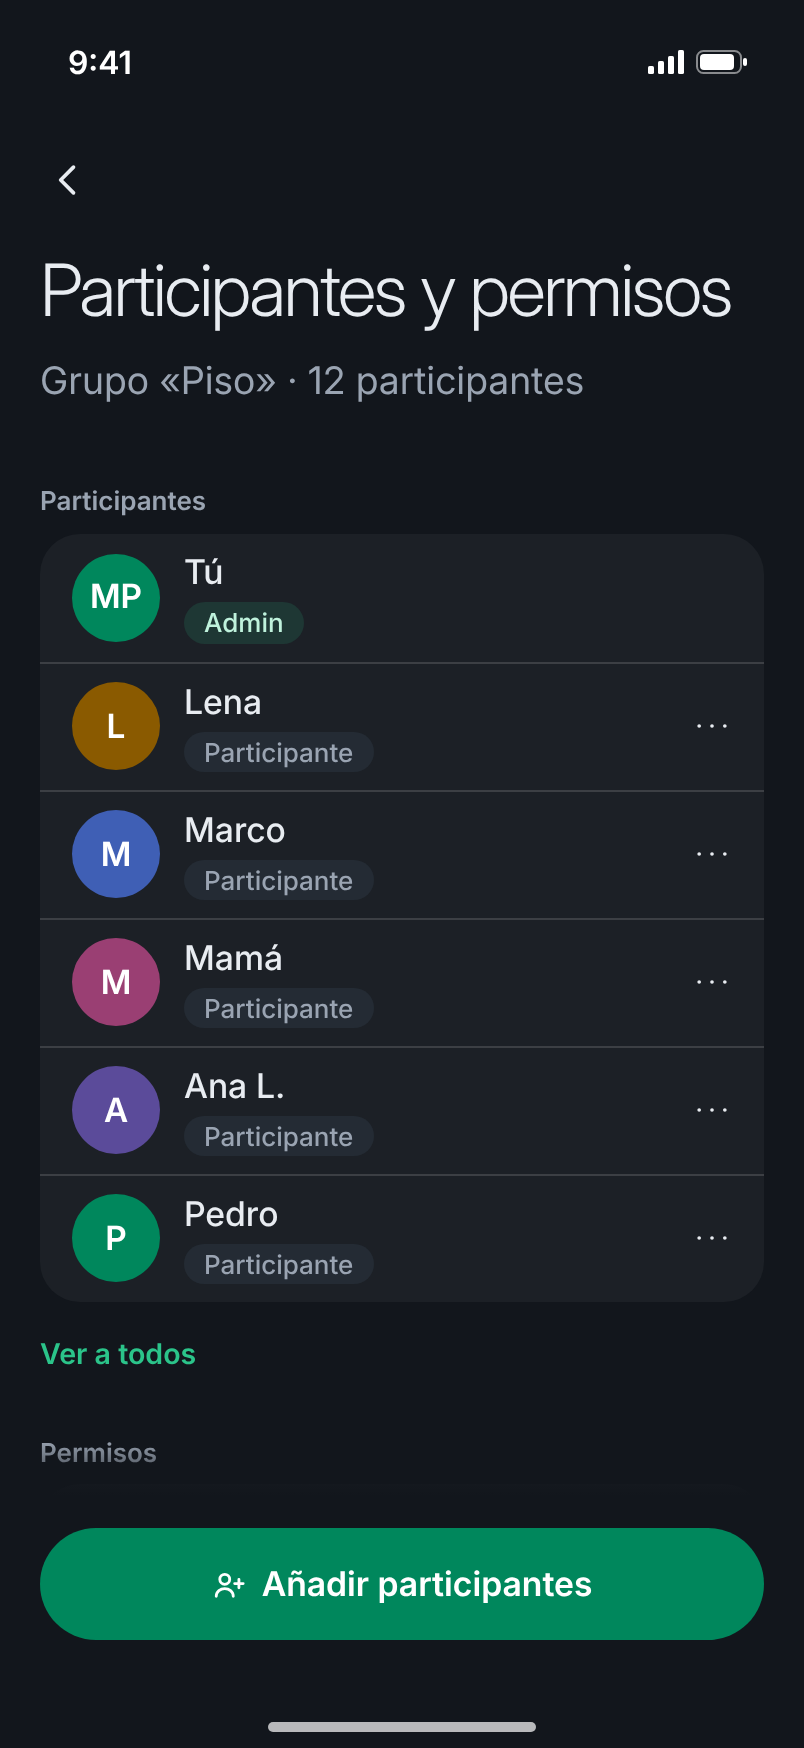 9:41
Participantes y permisos
Grupo «Piso» · 12 participantes
Participantes
MP
Tú
Admin
L
Lena
Participante
M
Marco
Participante
M
Mamá
Participante
A
Ana L.
Participante
P
Pedro
Participante
Ver a todos
Permisos
Añadir participantes